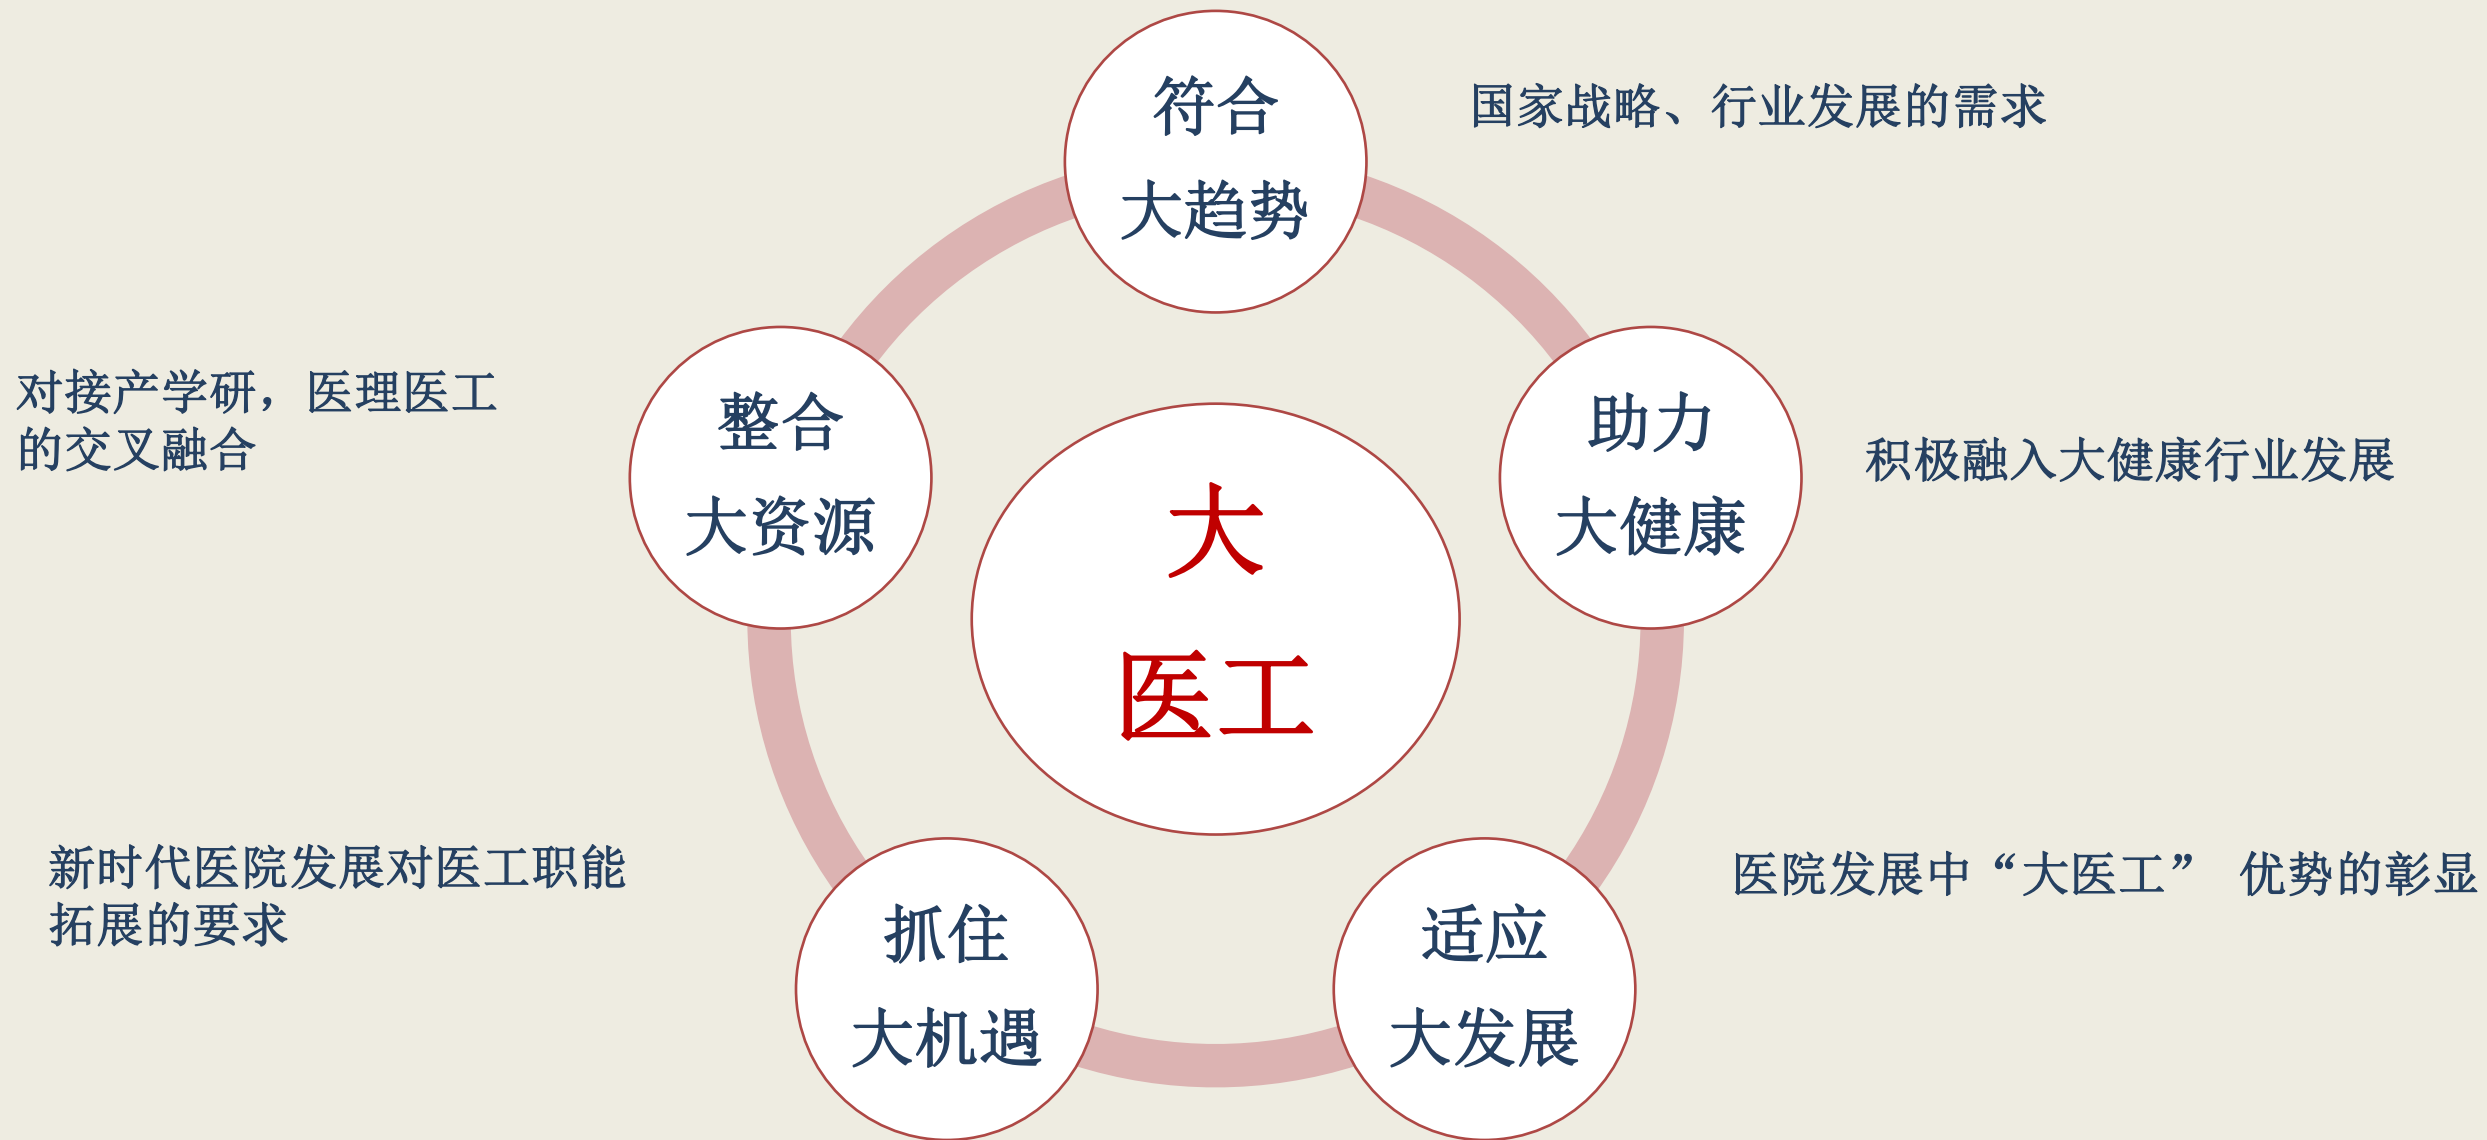 符合
大趋势
国家战略、行业发展的需求
助力
大健康
积极融入大健康行业发展
适应
大发展
医院发展中“大医工” 优势的彰显
抓住
大机遇
新时代医院发展对医工职能
拓展的要求
整合
大资源
对接产学研，医理医工
的交叉融合
大
医工